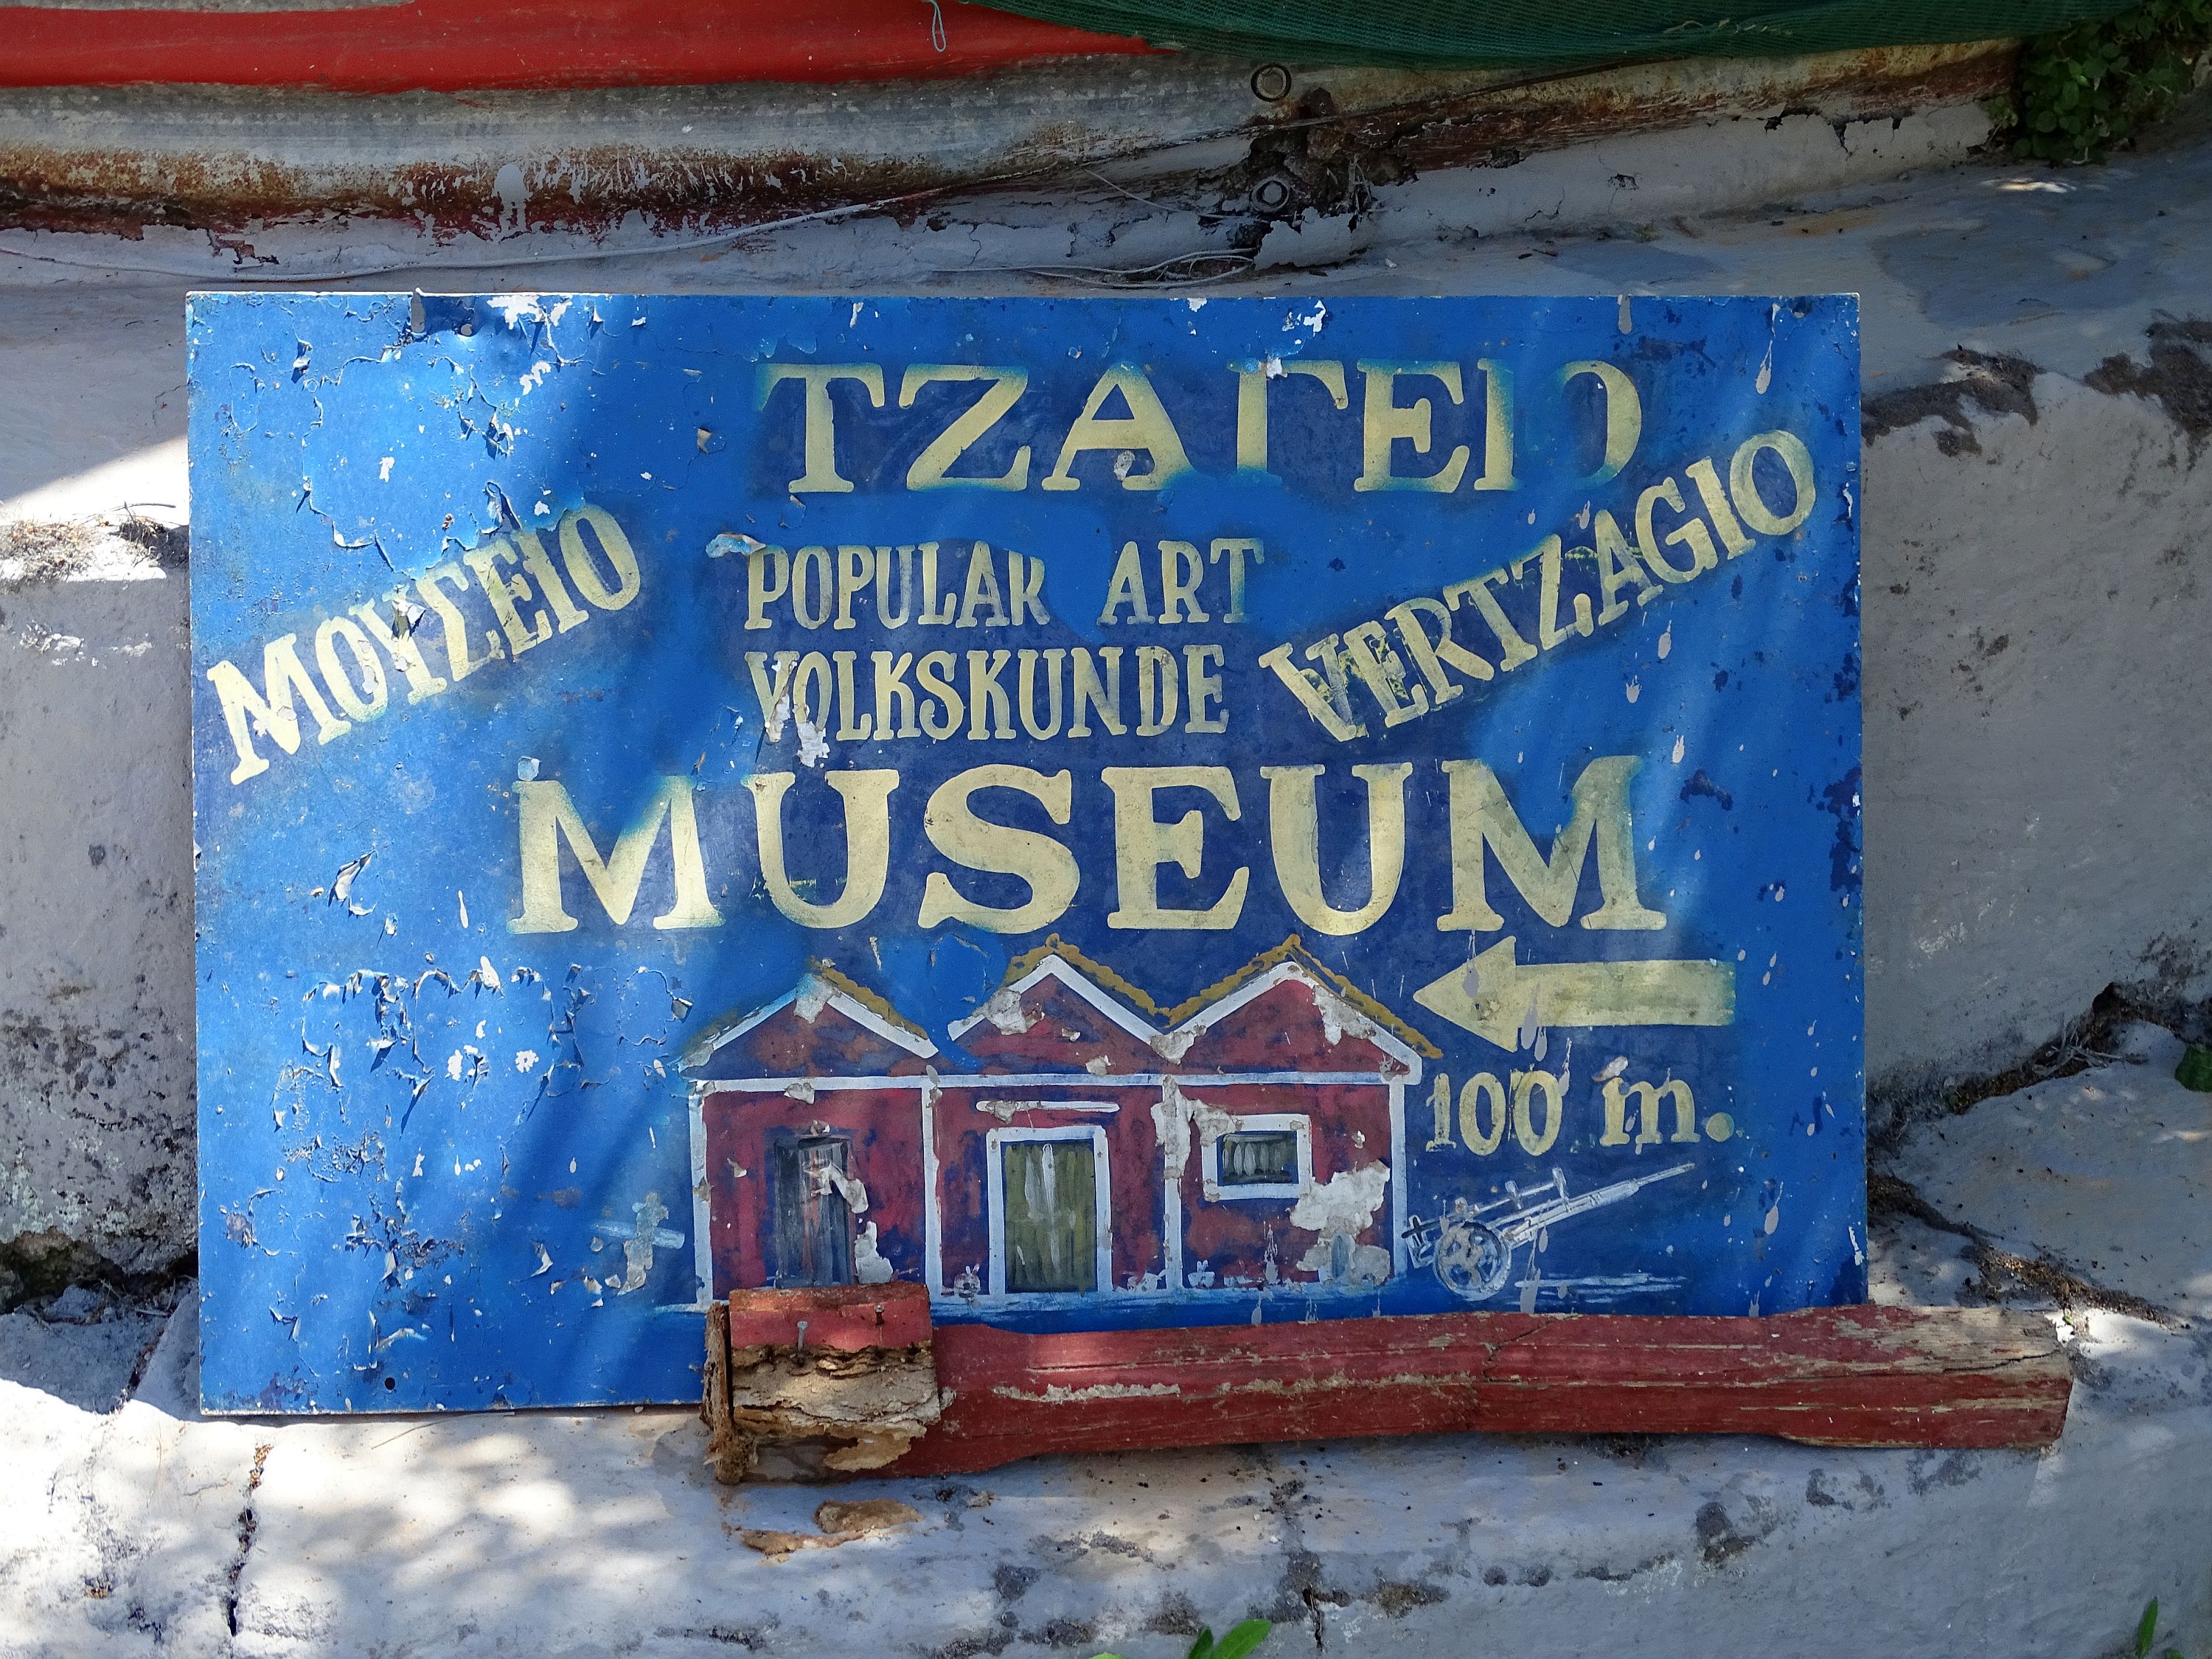 ΤΖΑΓΕΙΟ
ΜΟΥΣΕΙΟ
POPULAR ART
VERTZAGIO
VOLKSKUNDE
MUSEUM
100 m.